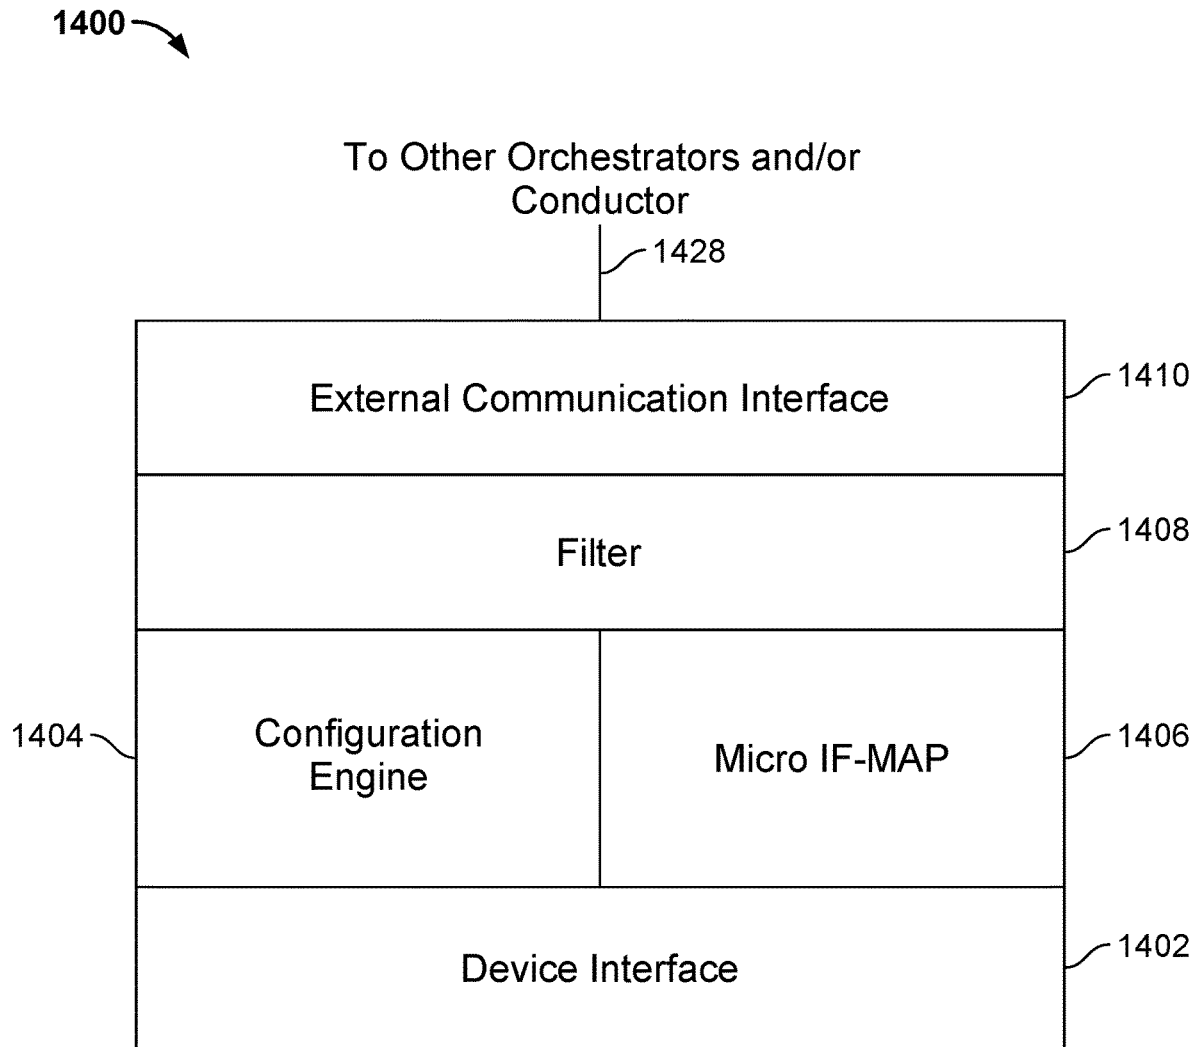 1400
To Other Orchestrators and/or
Conductor
1428
External Communication Interface
1410
Filter
1408
1404
Configuration
Engine
Micro IF-MAP
1406
Device Interface
1402